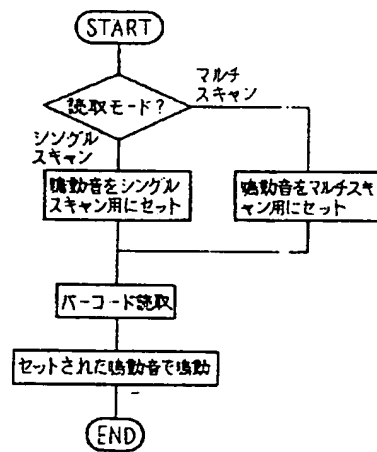 START
読取モード?
マルチ
スキャン
シングル
スキャン
鳴動音をシングル
スキャン用にセット
鳴動音をマルチスキ
ャン用にセット
バーコード読取
セットされた鳴動音で鳴動
END